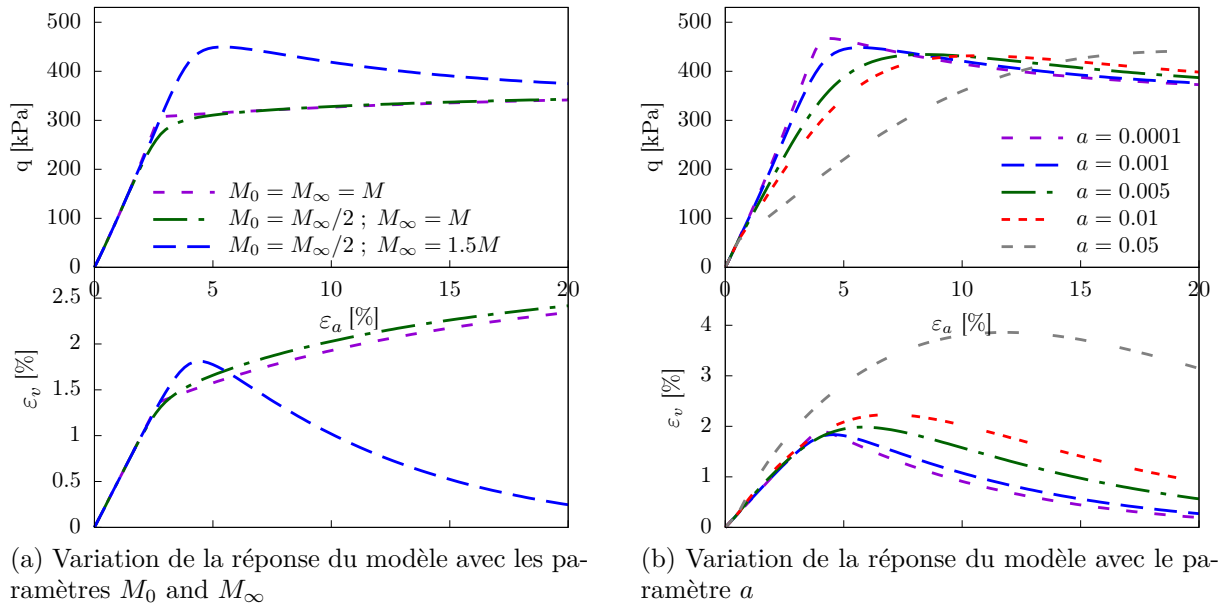 500
400
300
200
100
0
q [kPa]
M₀ = M∞ = M
M₀ = M∞/2 ; M∞ = M
M₀ = M∞/2 ; M∞ = 1.5M
0 5 10 15 20
εₐ [%]
2.5
2
1.5
1
0.5
0
εᵥ [%]
(a) Variation de la réponse du modèle avec les pa-
ramètres M₀ and M∞
500
400
300
200
100
0
q [kPa]
a = 0.0001
a = 0.001
a = 0.005
a = 0.01
a = 0.05
0 5 10 15 20
εₐ [%]
4
3
2
1
0
εᵥ [%]
(b) Variation de la réponse du modèle avec le pa-
ramètre a